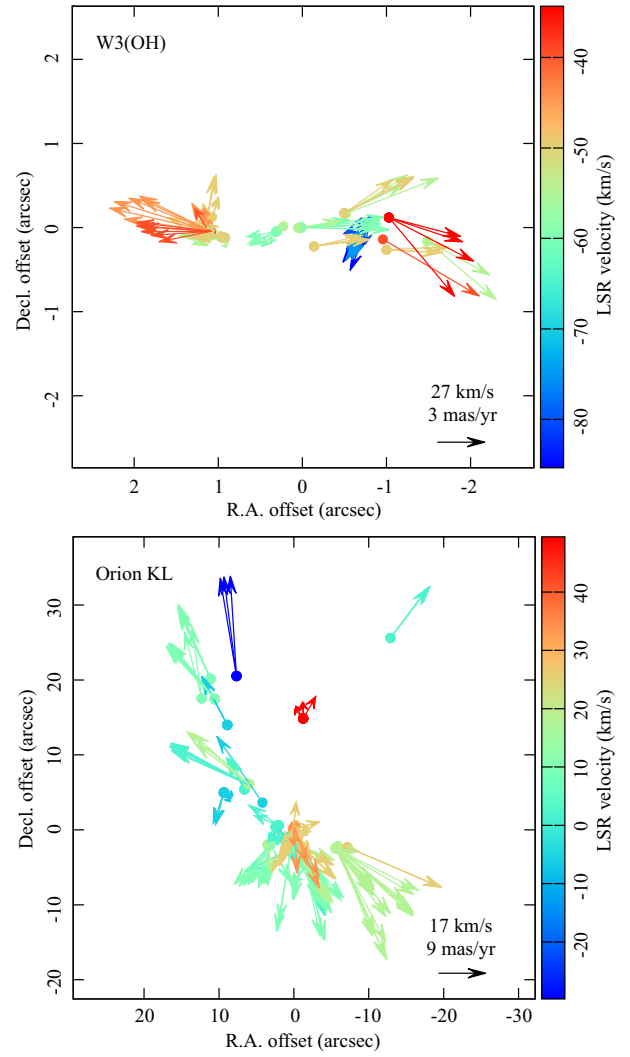 W3(OH)
2
1
0
-1
-2
Decl. offset (arcsec)
2
1
0
-1
-2
R.A. offset (arcsec)
27 km/s
3 mas/yr
-40
-50
-60
-70
-80
LSR velocity (km/s)
Orion KL
30
20
10
0
-10
-20
Decl. offset (arcsec)
20
10
0
-10
-20
-30
R.A. offset (arcsec)
17 km/s
9 mas/yr
40
20
0
-20
LSR velocity (km/s)